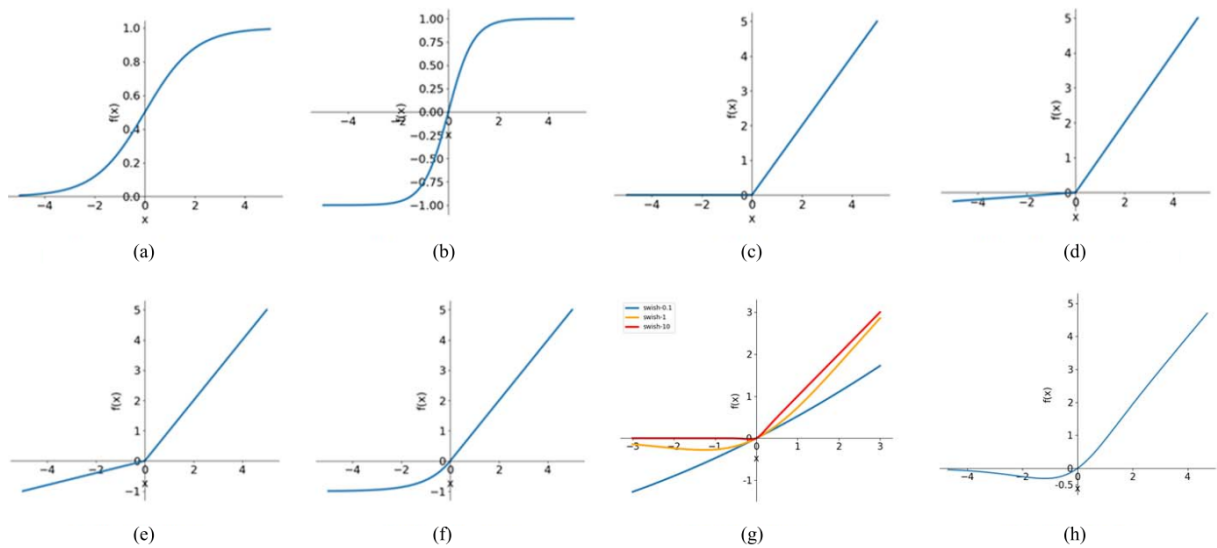 1.0
0.8
0.6
f(x)
0.4
0.2
0.0
−4 −2 0 2 4
x
(a)
1.00
0.75
0.50
0.25
−4 −2 0.00 2 4
f(x)
x
−0.25
−0.50
−0.75
−1.00
(b)
5
4
3
f(x)
2
1
0
−4 −2 0 2 4
x
(c)
5
4
3
f(x)
2
1
0
−4 −2 0 2 4
x
(d)
5
4
3
f(x)
2
1
−4 −2 0 2 4
x
−1
(e)
5
4
3
f(x)
2
1
−4 −2 0 2 4
x
−1
(f)
swish-0.1
swish-1
swish-10
3
2
f(x)
1
-3 -2 -1 0 1 2 3
x
-1
(g)
5
4
3
f(x)
2
1
−4 −2 0 2 4
-0.5 x
(h)